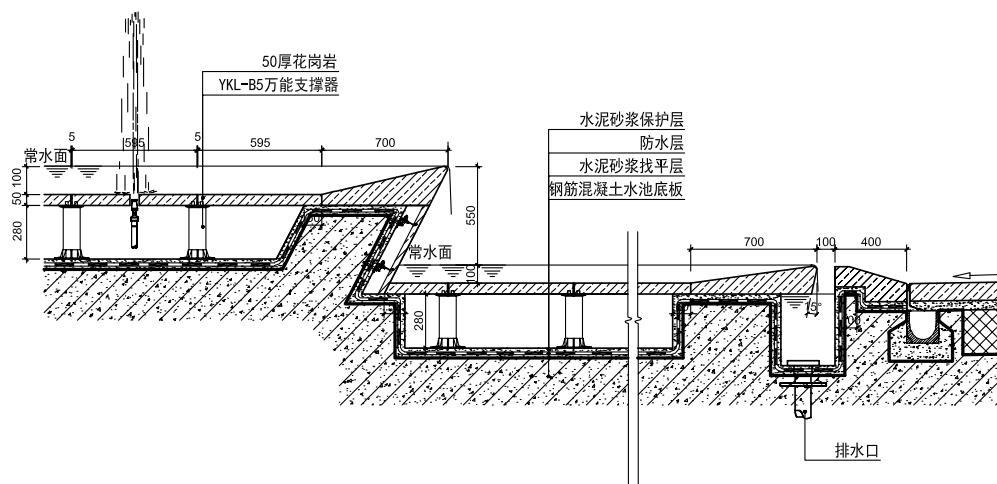 50厚花岗岩
YKL-B5万能支撑器
5
595
5
595
700
常水面
100
50
280
水泥砂浆保护层
防水层
水泥砂浆找平层
钢筋混凝土水池底板
550
常水面
100
280
700
100
400
15°
排水口